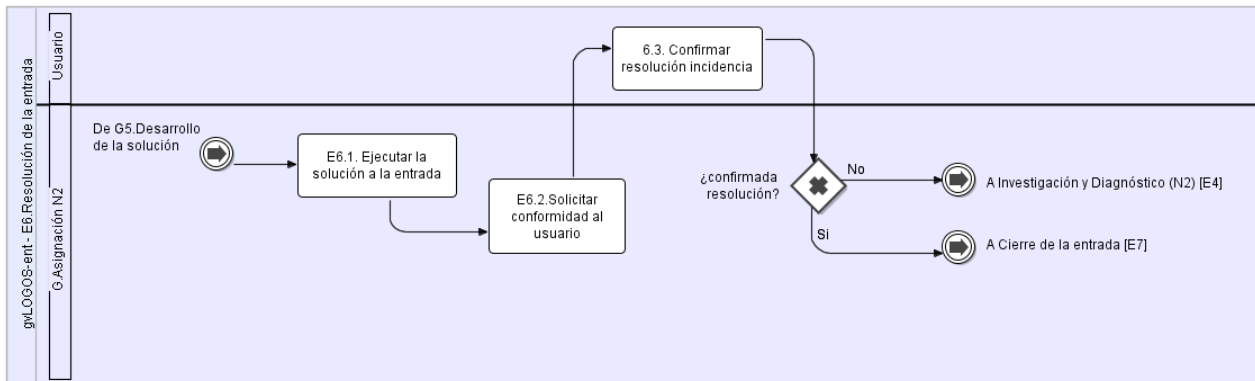 gvLOGOS-ent - E6.Resolución de la entrada
Usuario
6.3. Confirmar
resolución incidencia
G.Asignación N2
De G5.Desarrollo
de la solución
E6.1. Ejecutar la
solución a la entrada
E6.2.Solicitar
conformidad al
usuario
¿confirmada
resolución?
No
A Investigación y Diagnóstico (N2) [E4]
Si
A Cierre de la entrada [E7]